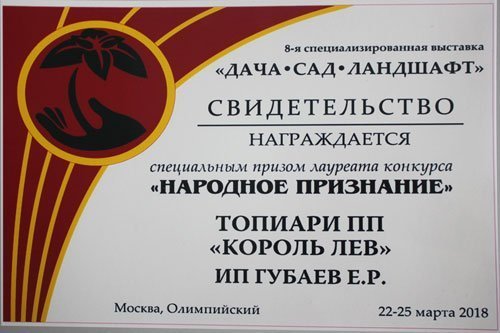 8-я специализированная выставка
«ДАЧА•САД•ЛАНДШАФТ»
СВИДЕТЕЛЬСТВО
НАГРАЖДАЕТСЯ
специальным призом лауреата конкурса
«НАРОДНОЕ ПРИЗНАНИЕ»
ТОПИАРИ ПП
«КОРОЛЬ ЛЕВ»
ИП ГУБАЕВ Е.Р.
Москва, Олимпийский 22-25 марта 2018